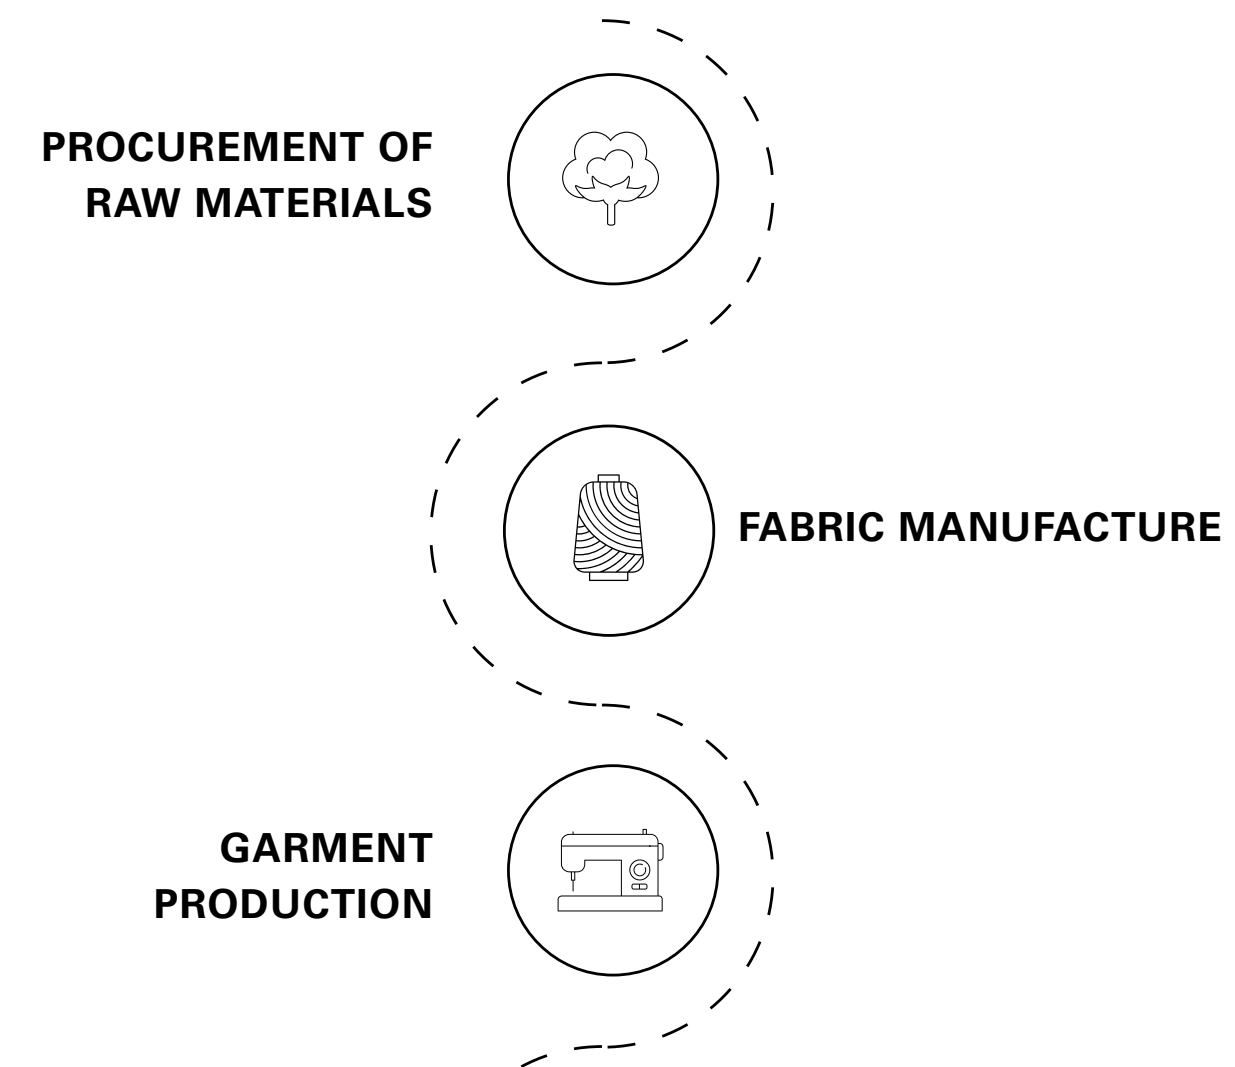 PROCUREMENT OF
RAW MATERIALS
FABRIC MANUFACTURE
GARMENT
PRODUCTION